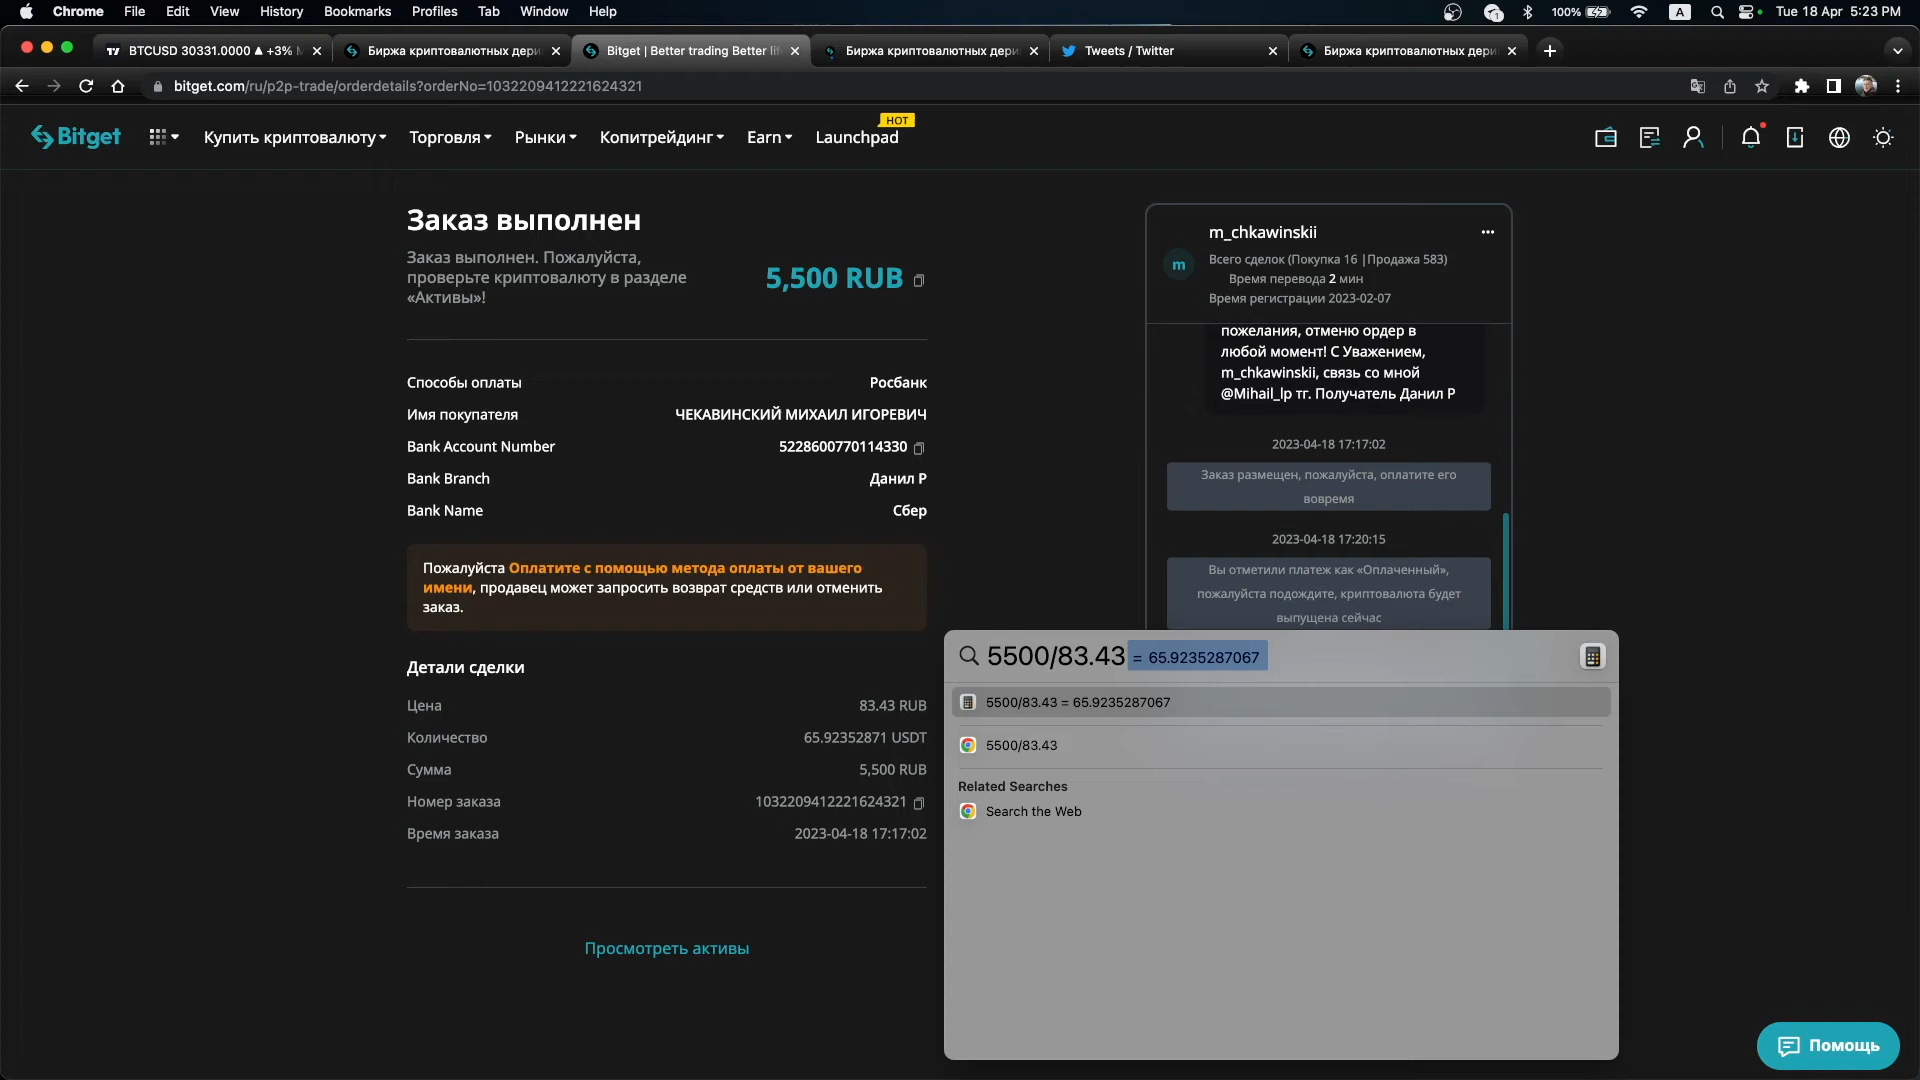 Chrome File Edit View History Bookmarks Profiles Tab Window Help
1 100% A Tue 18 Apr 5:23 PM
BTCUSD 30331.0000 ▲ +3%
Биржа криптовалютных дери
Bitget | Better trading Better li
Биржа криптовалютных дери
Tweets / Twitter
Биржа криптовалютных дери
bitget.com/ru/p2p-trade/orderdetails?orderNo=1032209412221624321
Bitget
Купить криптовалюту Торговля Рынки Копитрейдинг Earn Launchpad
HOT
Заказ выполнен
Заказ выполнен. Пожалуйста,
проверьте криптовалюту в разделе
«Активы»!
5,500 RUB
Способы оплаты Росбанк
Имя покупателя ЧЕКАВИНСКИЙ МИХАИЛ ИГОРЕВИЧ
Bank Account Number 5228600770114330
Bank Branch Данил Р
Bank Name Сбер
Пожалуйста Оплатите с помощью метода оплаты от вашего
имени, продавец может запросить возврат средств или отменить
заказ.
Детали сделки
Цена 83.43 RUB
Количество 65.92352871 USDT
Сумма 5,500 RUB
Номер заказа 1032209412221624321
Время заказа 2023-04-18 17:17:02
Просмотреть активы
m
m_chkawinskii
Всего сделок (Покупка 16 |Продажа 583)
Время перевода 2 мин
Время регистрации 2023-02-07
пожелания, отменю ордер в
любой момент! С Уважением,
m_chkawinskii, связь со мной
@Mihail_lp тг. Получатель Данил Р
2023-04-18 17:17:02
Заказ размещен, пожалуйста, оплатите его
вовремя
2023-04-18 17:20:15
Вы отметили платеж как «Оплаченный»,
пожалуйста подождите, криптовалюта будет
выпущена сейчас
5500/83.43 = 65.9235287067
5500/83.43 = 65.9235287067
5500/83.43
Related Searches
Search the Web
Помощь